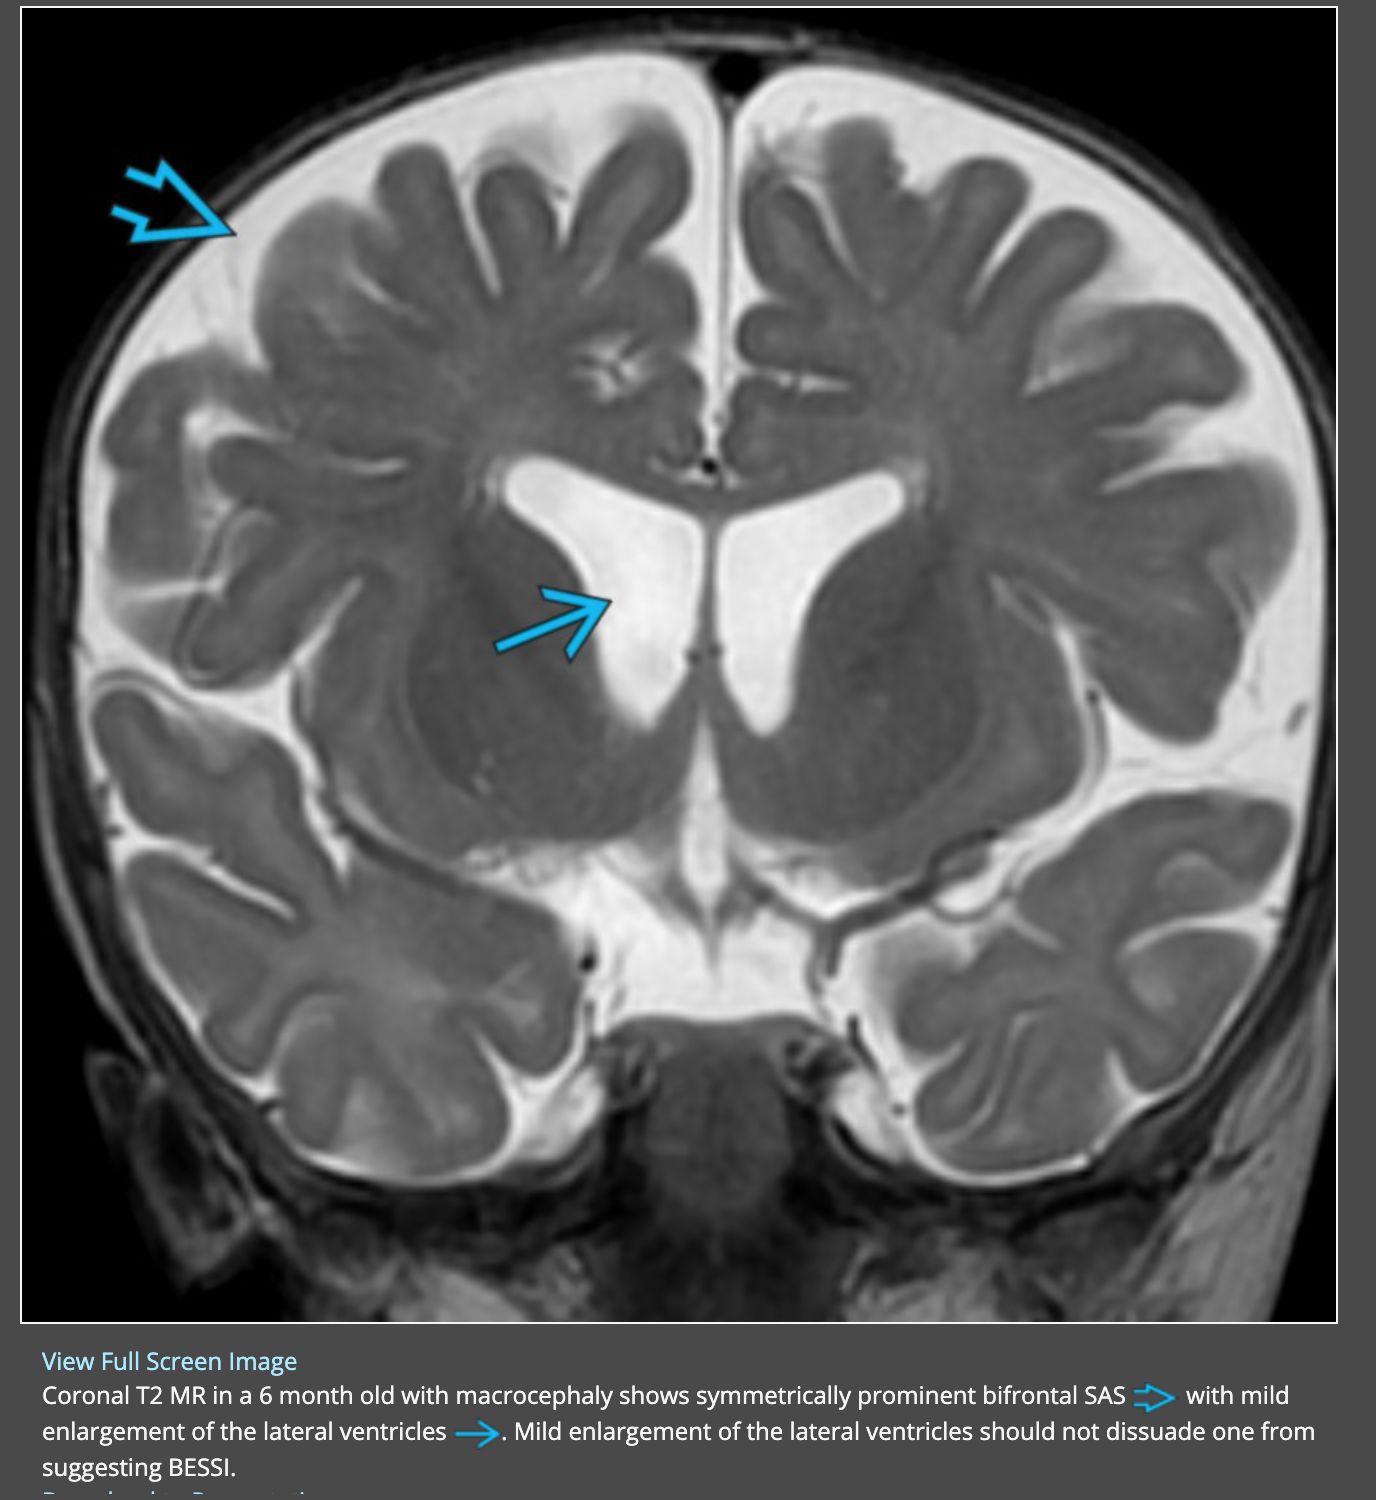 View Full Screen Image
Coronal T2 MR in a 6 month old with macrocephaly shows symmetrically prominent bifrontal SAS with mild
enlargement of the lateral ventricles . Mild enlargement of the lateral ventricles should not dissuade one from
suggesting BESSI.